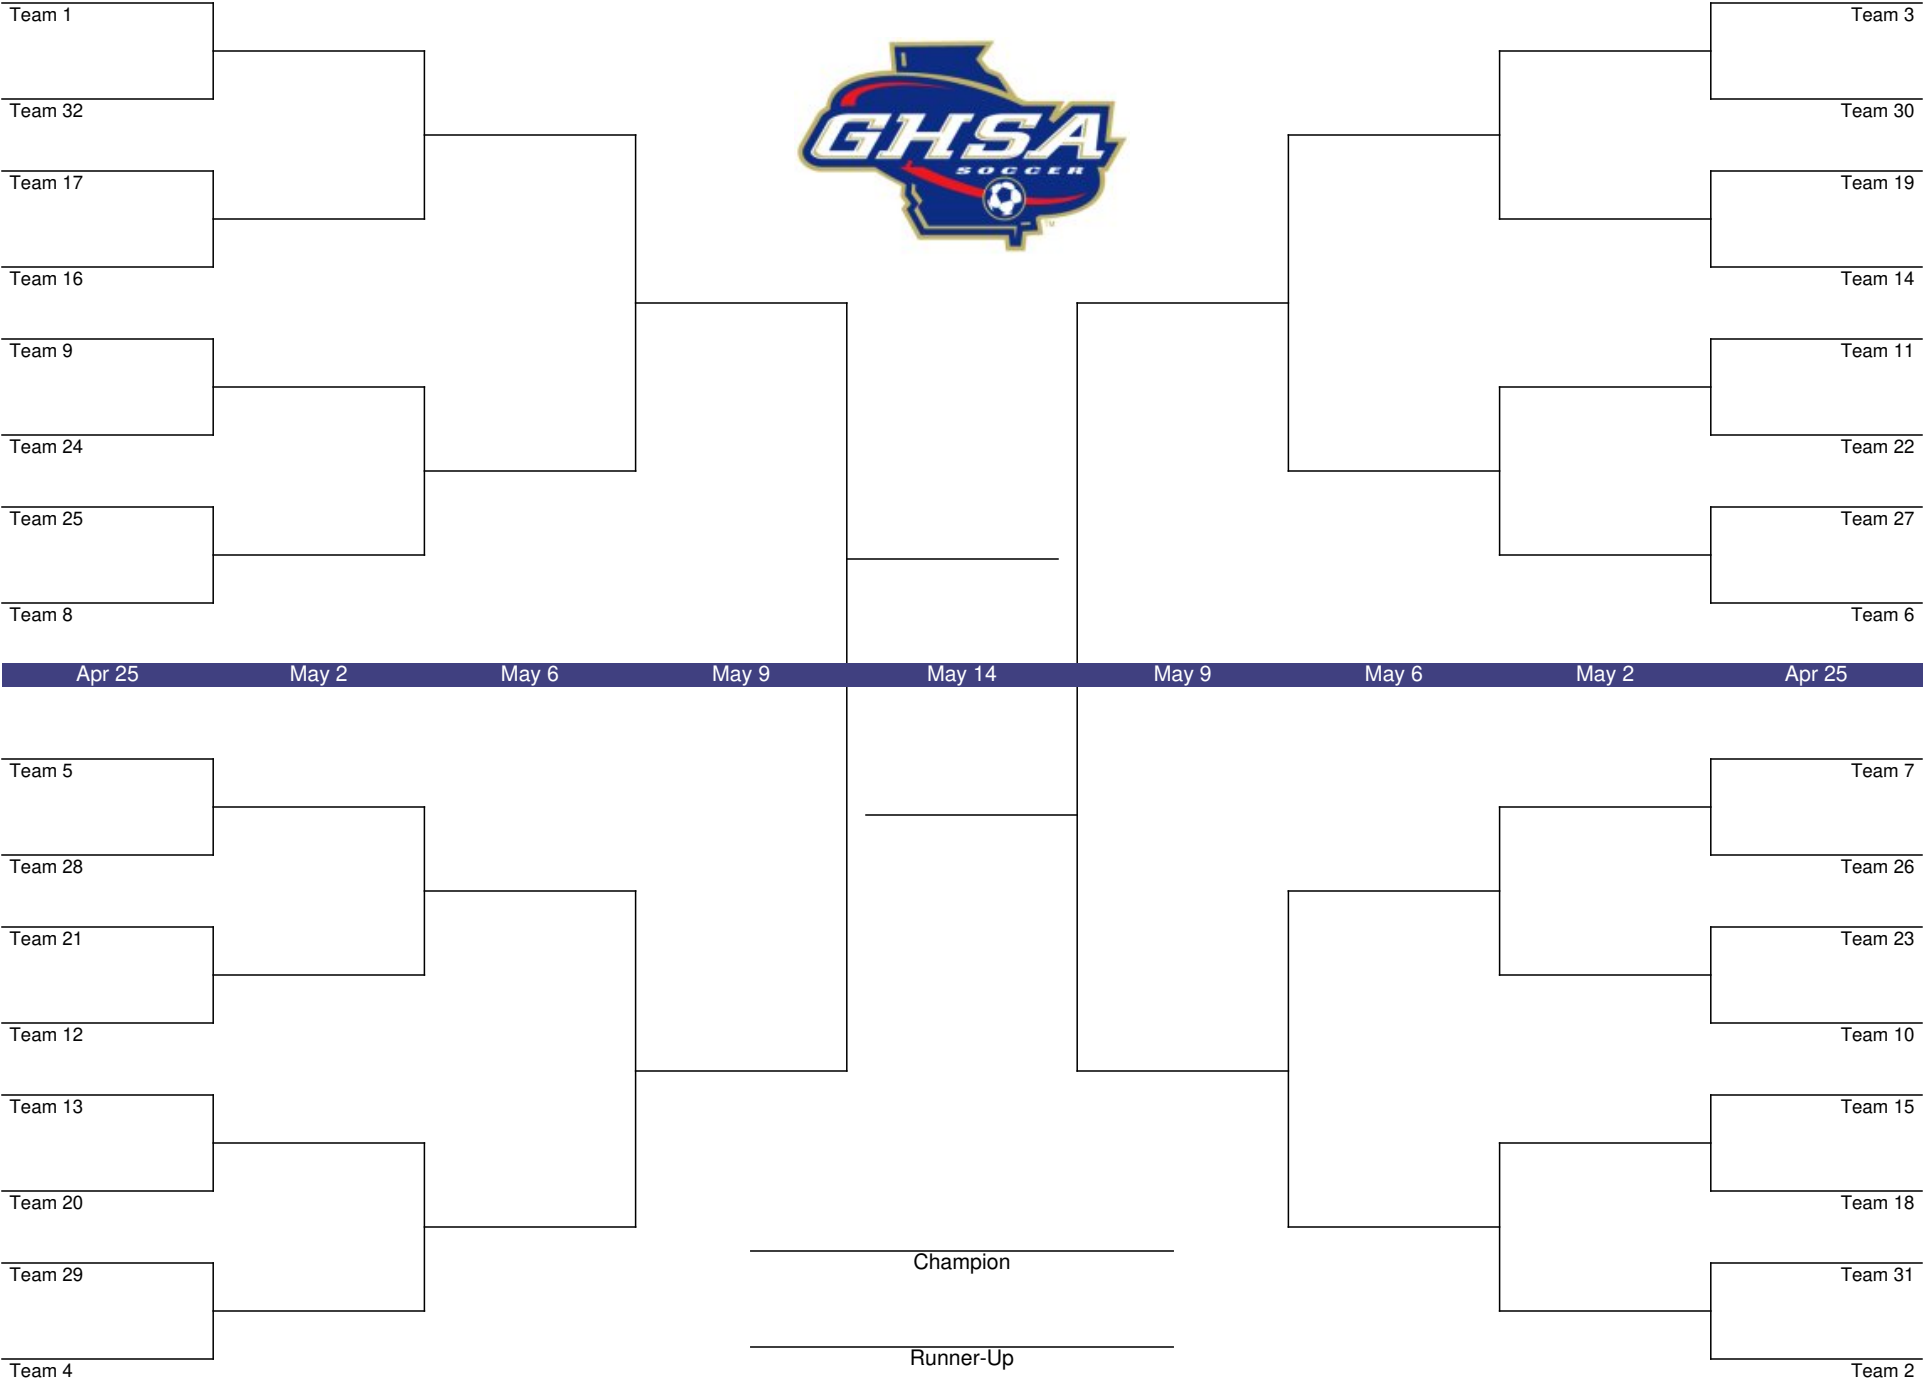 Team 1
Team 3
GHSA
SOCCER
TM
Team 32
Team 30
Team 17
Team 19
Team 16
Team 14
Team 9
Team 11
Team 24
Team 22
Team 25
Team 27
Team 8
Team 6
Apr 25 May 2 May 6 May 9 May 14 May 9 May 6 May 2 Apr 25
Team 5
Team 7
Team 28
Team 26
Team 21
Team 23
Team 12
Team 10
Team 13
Team 15
Team 20
Team 18
Champion
Team 29
Team 31
Runner-Up
Team 4
Team 2